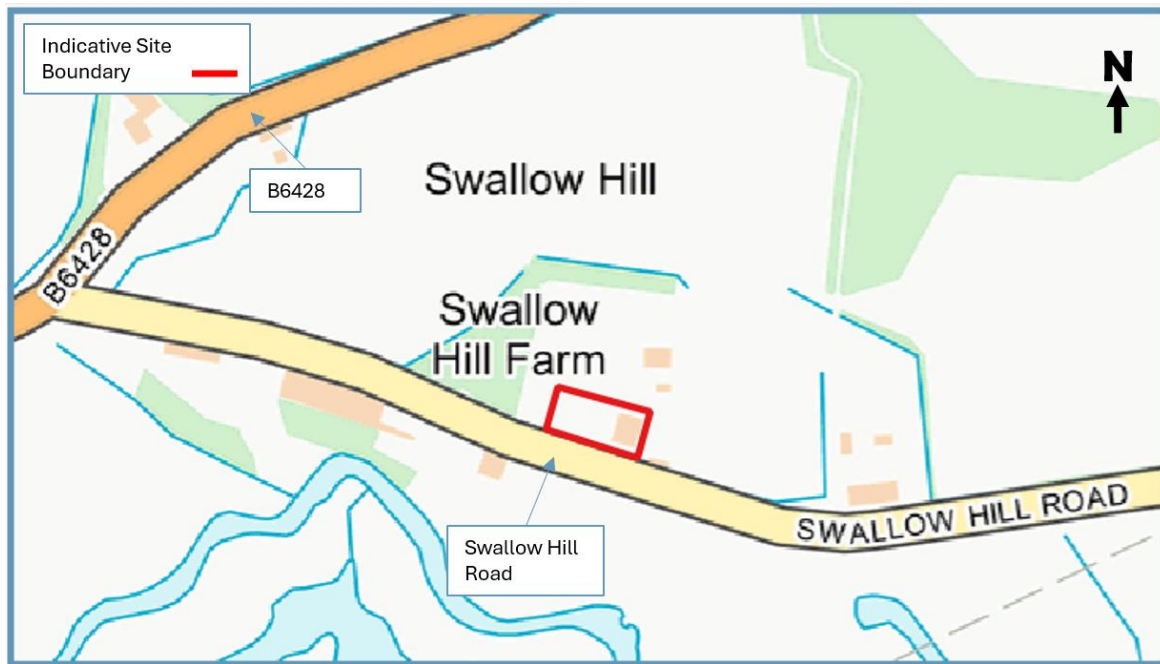 Indicative Site
Boundary
N
B6428
Swallow Hill
B6428
Swallow
Hill Farm
SWALLOW HILL ROAD
Swallow Hill
Road